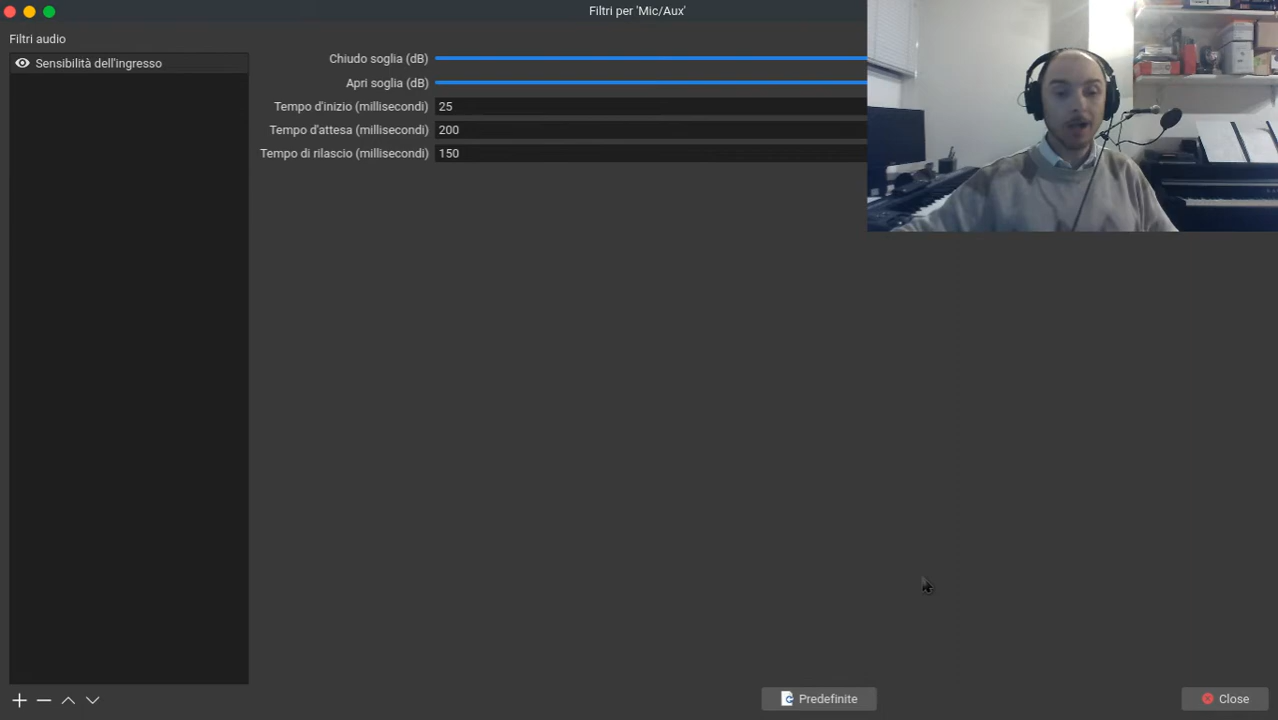 Filtri per 'Mic/Aux'
Filtri audio
Sensibilità dell'ingresso
Chiudo soglia (dB)
Apri soglia (dB)
Tempo d'inizio (millisecondi) 25
Tempo d'attesa (millisecondi) 200
Tempo di rilascio (millisecondi) 150
Predefinite
Close